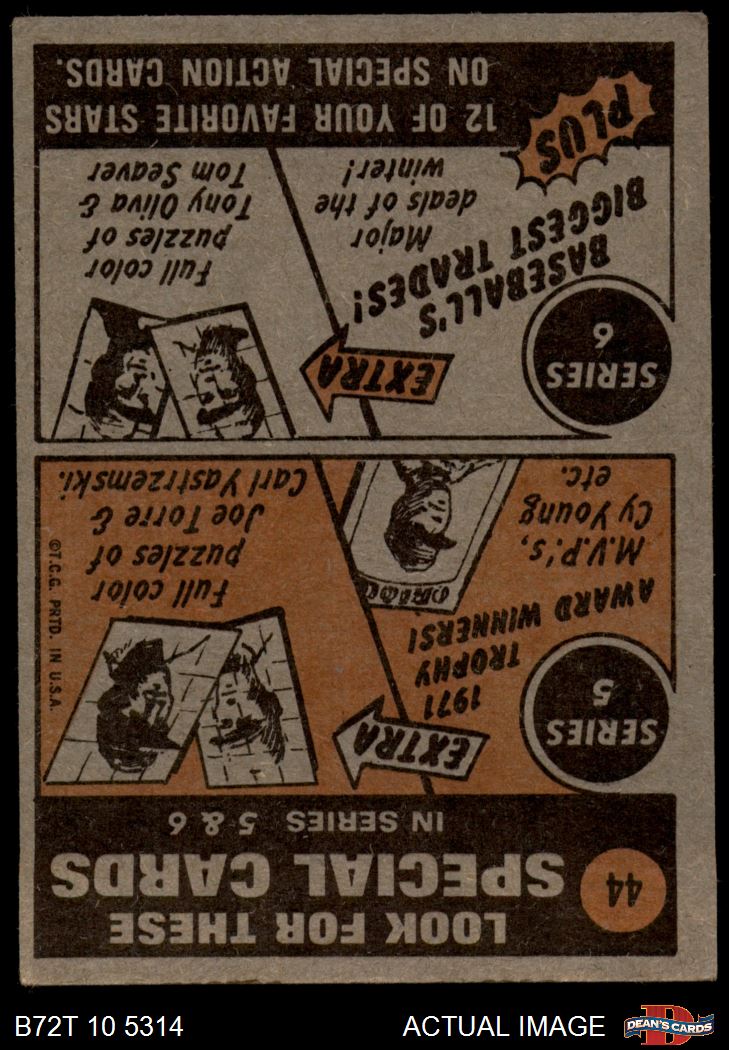 44
LOOK FOR THESE
SPECIAL CARDS
IN SERIES 5 & 6
SERIES
5
EXTRA
1971
TROPHY
AWARD WINNERS!
M.V.P.'s,
Cy Young
etc.
Full color
puzzles of
Joe Torre &
Carl Yastrzemski.
©T.C.G. PRTD. IN U.S.A.
SERIES
6
EXTRA
BASEBALL'S
BIGGEST TRADES!
Major
deals of the
winter!
Full color
puzzles of
Tony Oliva &
Tom Seaver
PLUS
12 OF YOUR FAVORITE STARS
ON SPECIAL ACTION CARDS.
B72T 10 5314
ACTUAL IMAGE
DEAN'S CARDS